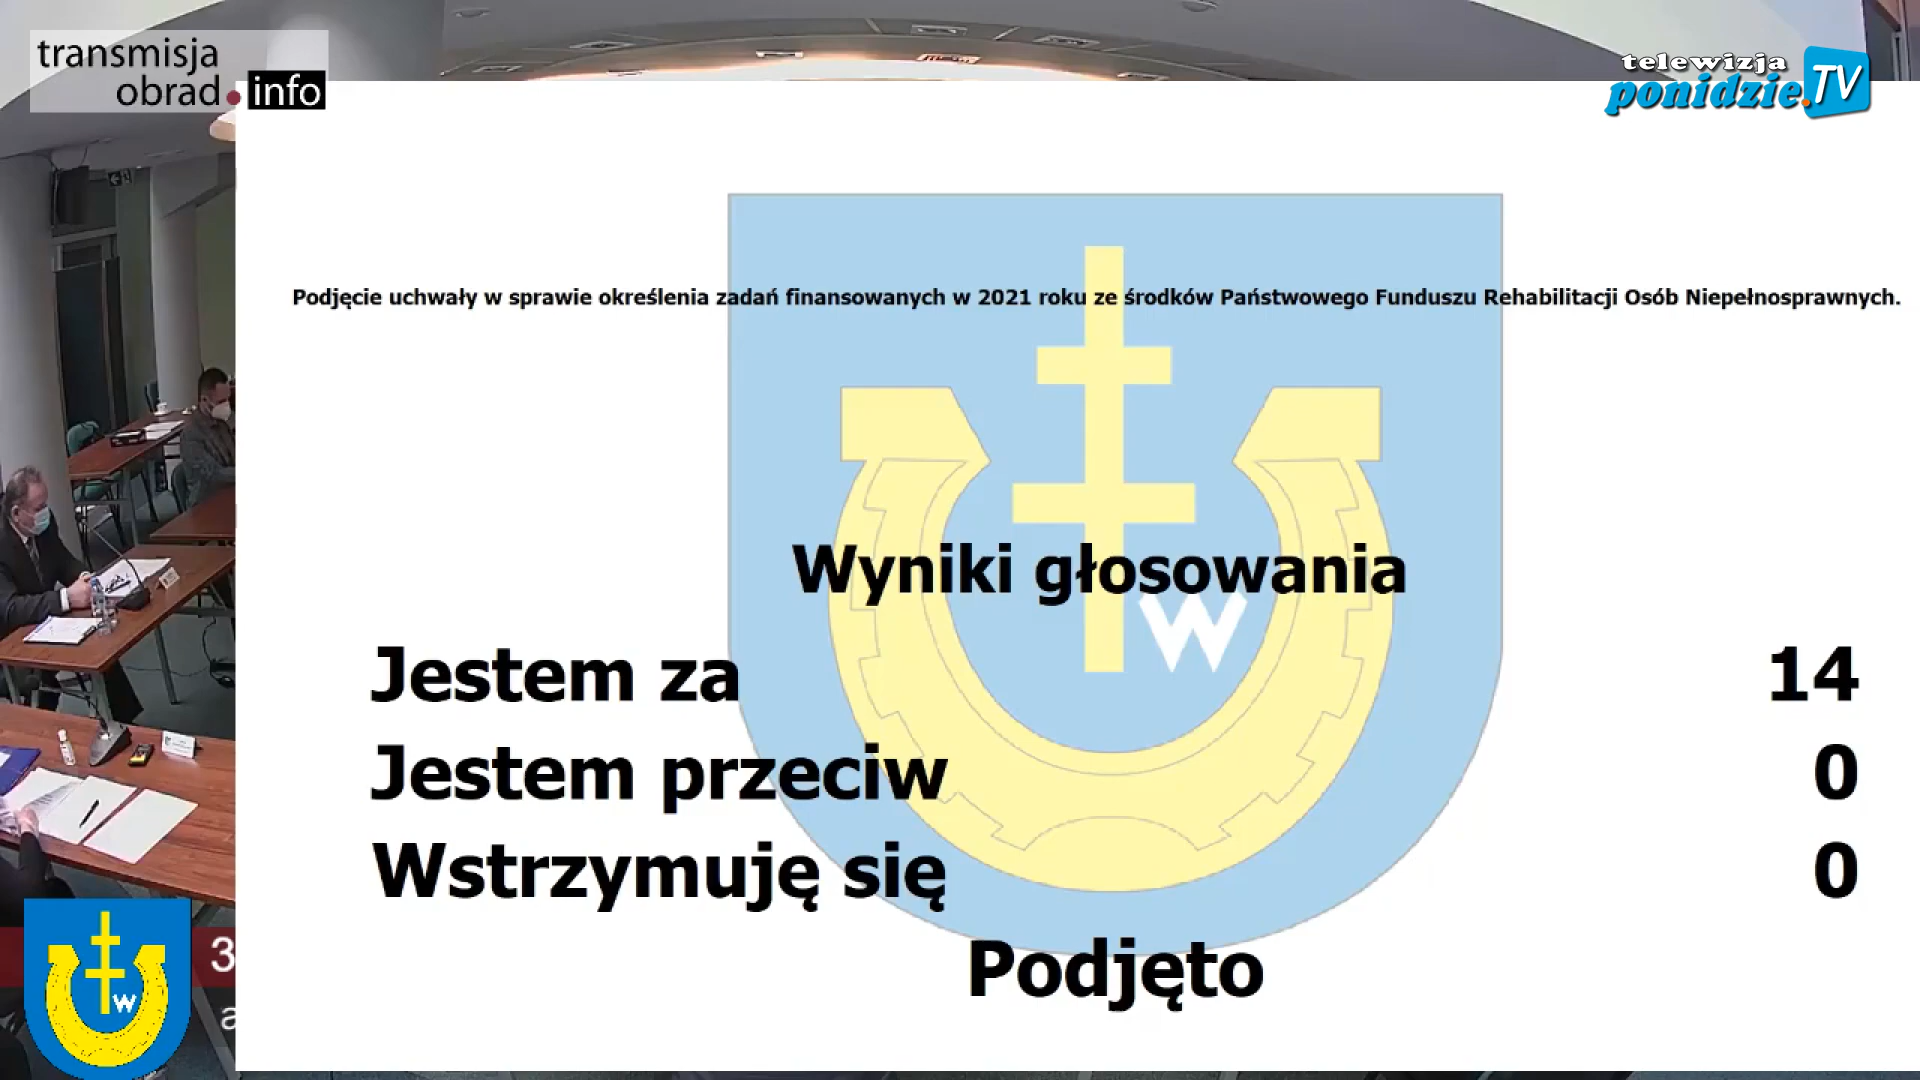 transmisja
obrad.info
telewizja
ponidzie.TV
Podjęcie uchwały w sprawie określenia zadań finansowanych w 2021 roku ze środków Państwowego Funduszu Rehabilitacji Osób Niepełnosprawnych.
Wyniki głosowania
W
Jestem za 14
Jestem przeciw 0
Wstrzymuję się 0
Podjęto
3
a
W